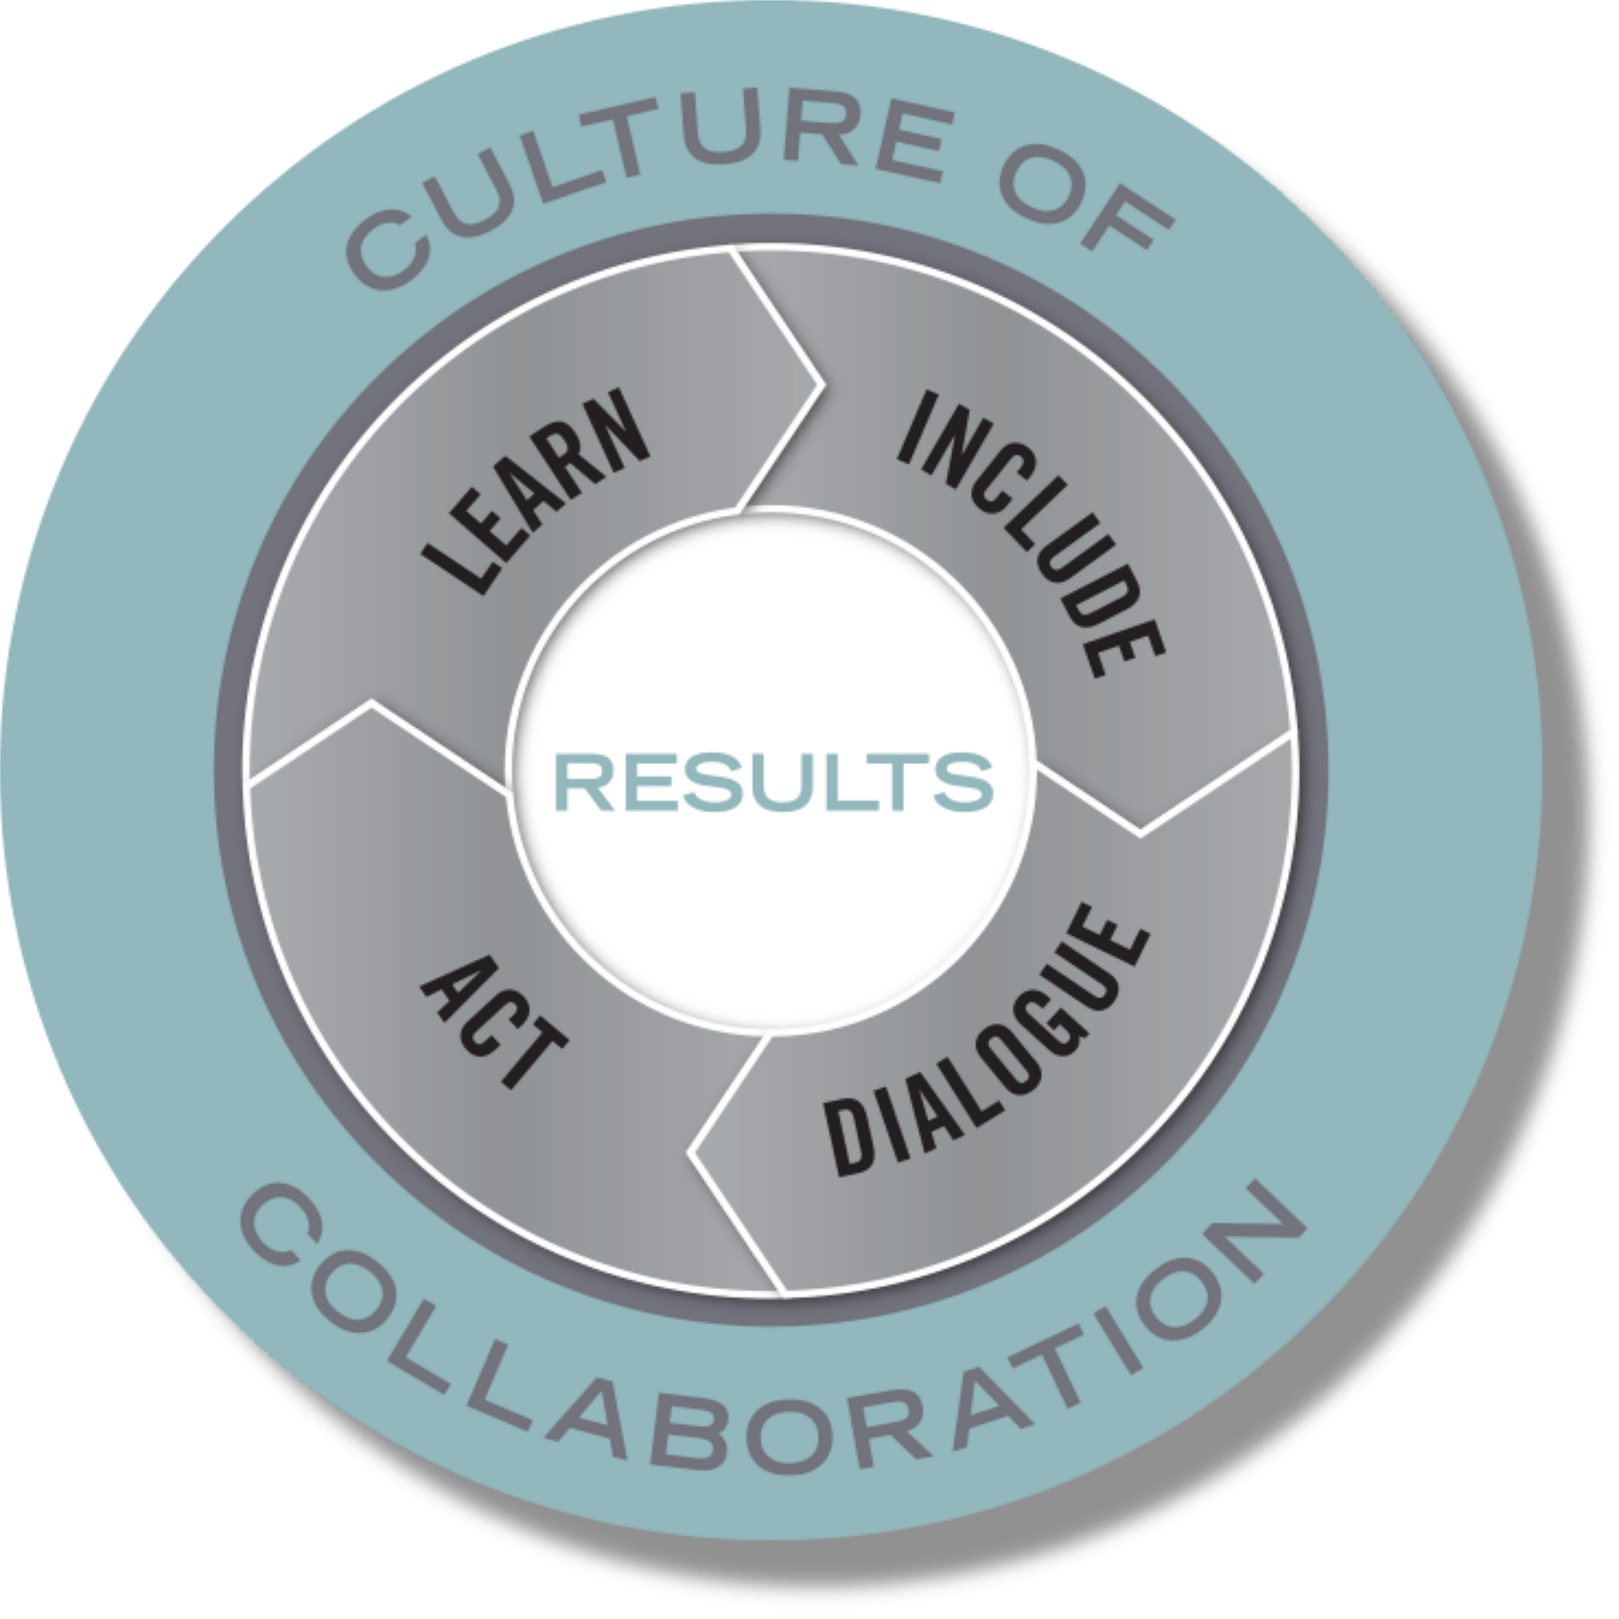 CULTURE OF
LEARN
INCLUDE
RESULTS
ACT
DIALOGUE
COLLABORATION